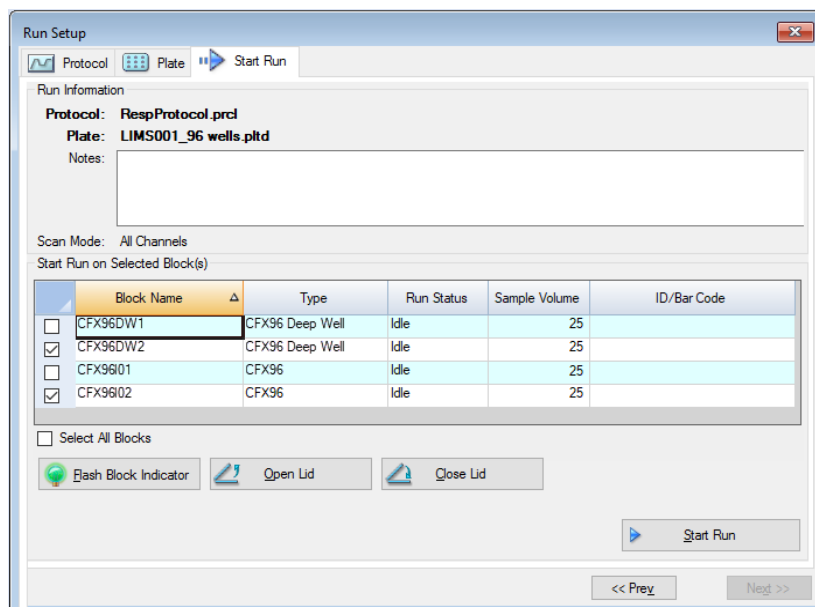 Run Setup
Protocol Plate Start Run
Run Information
Protocol: RespProtocol.prcl
Plate: LIMS001_96 wells.pltd
Notes:
Scan Mode: All Channels
Start Run on Selected Block(s)
Block Name Type Run Status Sample Volume ID/Bar Code
CFX96DW1 CFX96 Deep Well Idle 25
CFX96DW2 CFX96 Deep Well Idle 25
CFX96I01 CFX96 Idle 25
CFX96I02 CFX96 Idle 25
Select All Blocks
Flash Block Indicator Open Lid Close Lid
Start Run
<< Prev Next >>